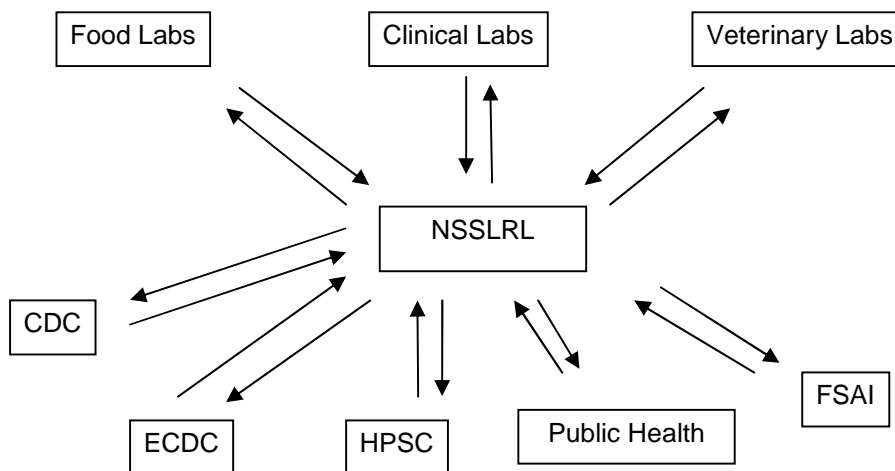 Food Labs
Clinical Labs
Veterinary Labs
NSSLRL
CDC
ECDC
HPSC
Public Health
FSAI